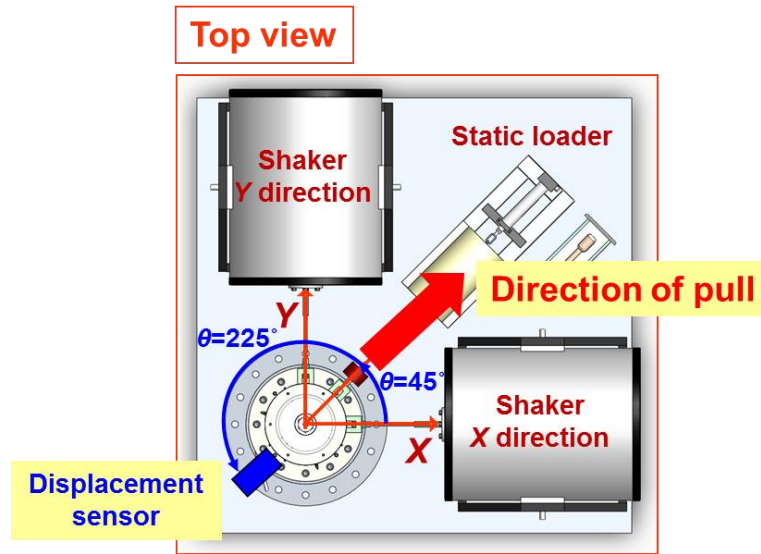 Top view
Shaker
Y direction
Static loader
Direction of pull
Y
θ=225˚
θ=45˚
X
Shaker
X direction
Displacement
sensor